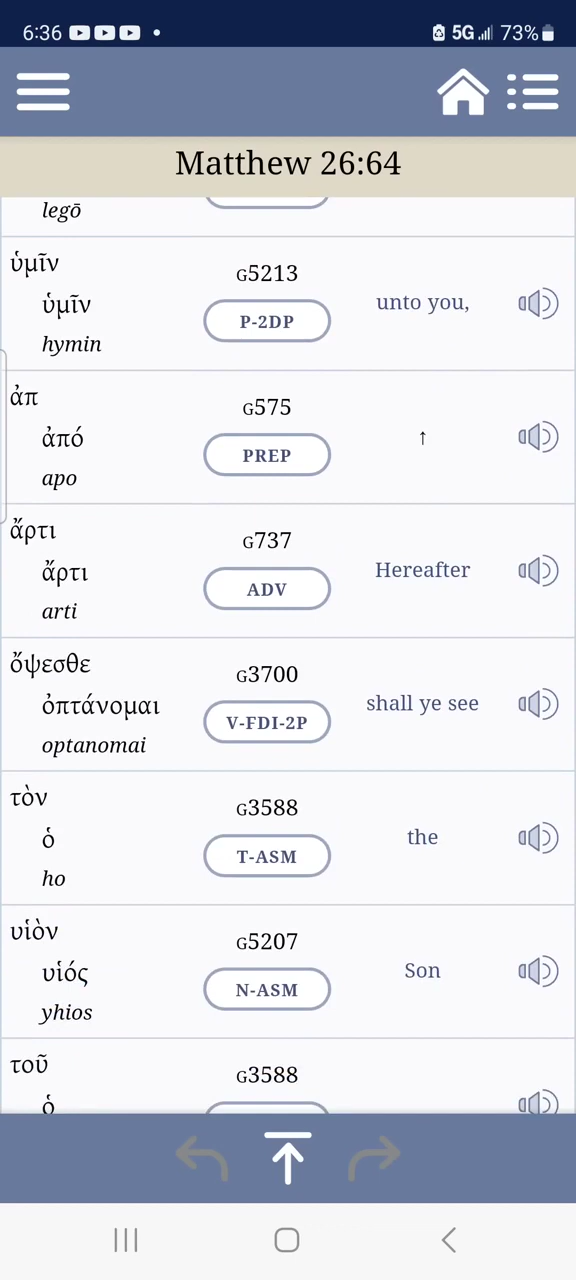 6:36 5G 73%
Matthew 26:64
legō
ὑμῖν G5213
ὑμῖν P-2DP unto you,
hymin
ἀπ G575
ἀπό PREP ↑
apo
ἄρτι G737
ἄρτι ADV Hereafter
arti
ὄψεσθε G3700
ὀπτάνομαι V-FDI-2P shall ye see
optanomai
τὸν G3588
ὁ T-ASM the
ho
υἱὸν G5207
υἱός N-ASM Son
yhios
τοῦ G3588
ὁ